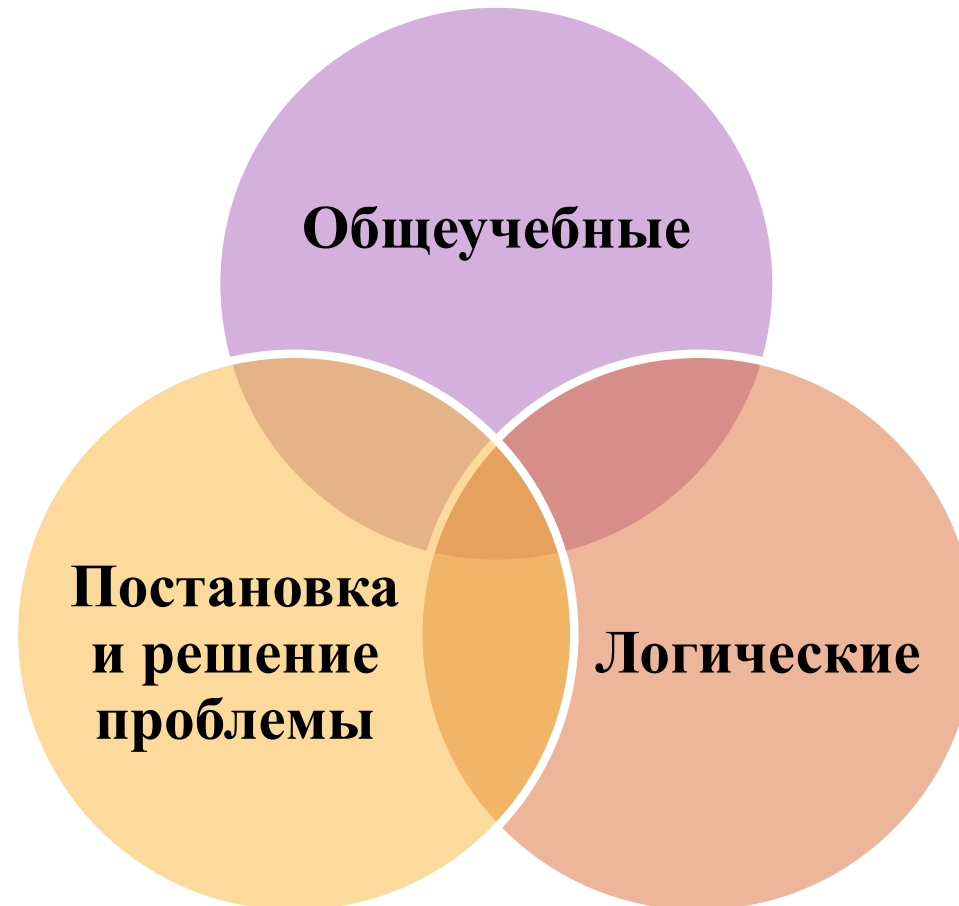 Общеучебные
Постановка
и решение
проблемы
Логические